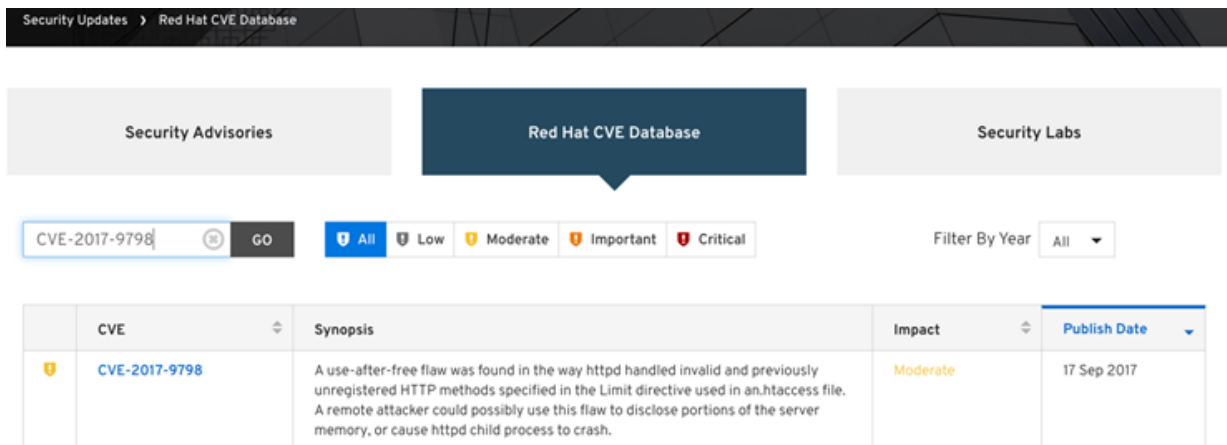 Security Updates > Red Hat CVE Database
Security Advisories
Red Hat CVE Database
Security Labs
CVE-2017-9798
GO
All
Low
Moderate
Important
Critical
Filter By Year
All
CVE
Synopsis
Impact
Publish Date
CVE-2017-9798
A use-after-free flaw was found in the way httpd handled invalid and previously
unregistered HTTP methods specified in the Limit directive used in an.htaccess file.
A remote attacker could possibly use this flaw to disclose portions of the server
memory, or cause httpd child process to crash.
Moderate
17 Sep 2017